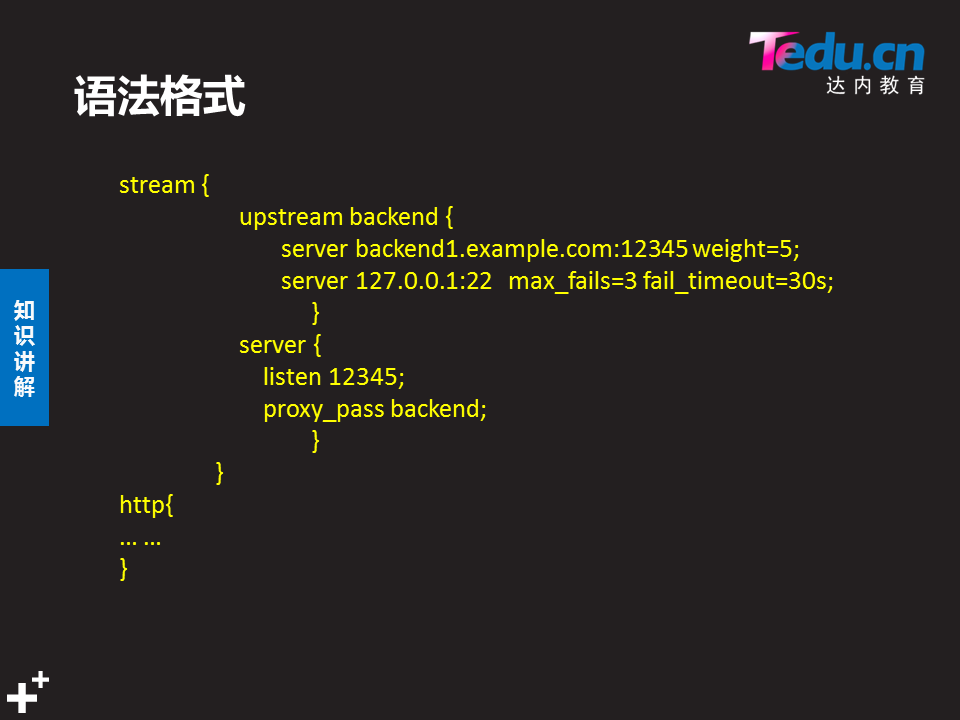 Tedu.cn
达内教育
语法格式
stream {
upstream backend {
server backend1.example.com:12345 weight=5;
server 127.0.0.1:22 max_fails=3 fail_timeout=30s;
}
server {
listen 12345;
proxy_pass backend;
}
}
http{
... ...
}
知识讲解